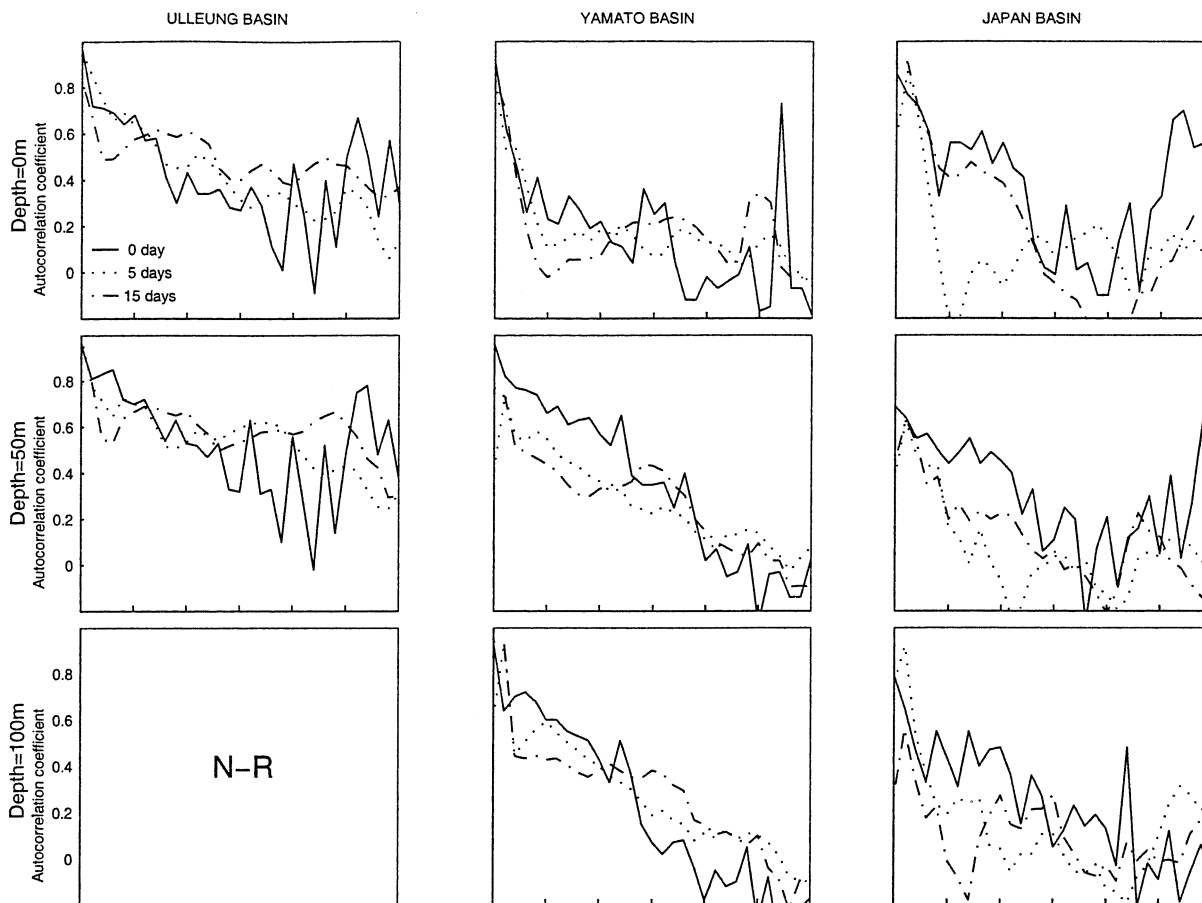 ULLEUNG BASIN
YAMATO BASIN
JAPAN BASIN
Depth=0m
Autocorrelation coefficient
0.8
0.6
0.4
0.2
0
0 day
5 days
15 days
Depth=50m
Autocorrelation coefficient
0.8
0.6
0.4
0.2
0
Depth=100m
Autocorrelation coefficient
0.8
0.6
0.4
0.2
0
N-R